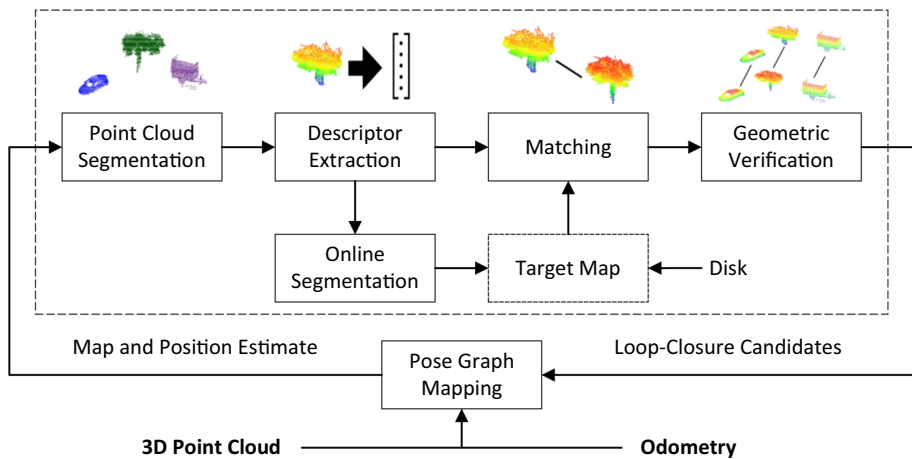 Point Cloud
Segmentation
Descriptor
Extraction
Matching
Geometric
Verification
Online
Segmentation
Target Map
Disk
Map and Position Estimate
Loop-Closure Candidates
Pose Graph
Mapping
3D Point Cloud
Odometry